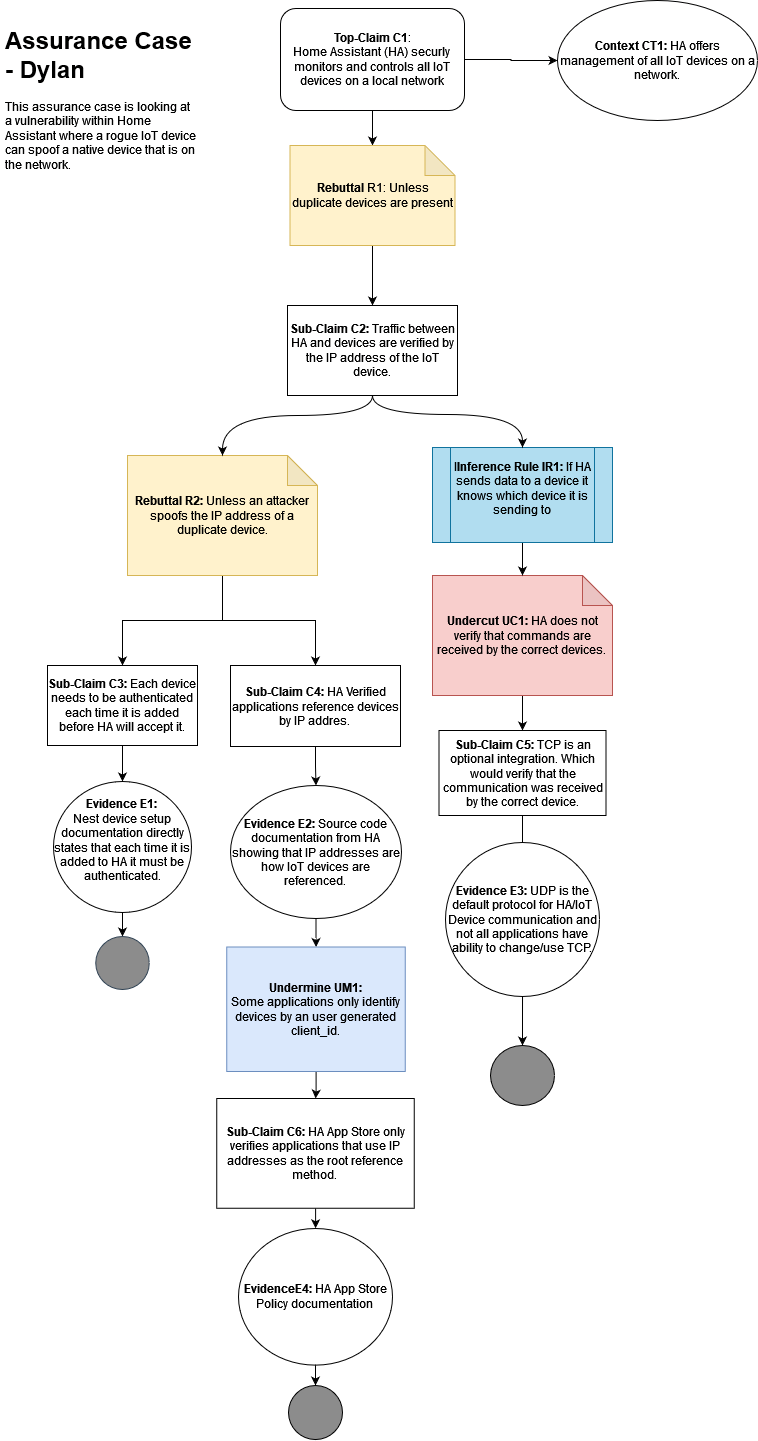 Assurance Case
- Dylan
This assurance case is looking at
a vulnerability within Home
Assistant where a rogue IoT device
can spoof a native device that is on
the network.
Top-Claim C1:
Home Assistant (HA) securly
monitors and controls all IoT
devices on a local network
Context CT1: HA offers
management of all IoT devices on a
network.
Rebuttal R1: Unless
duplicate devices are present
Sub-Claim C2: Traffic between
HA and devices are verified by
the IP address of the IoT
device.
Rebuttal R2: Unless an attacker
spoofs the IP address of a
duplicate device.
IInference Rule IR1: If HA
sends data to a device it
knows which device it is
sending to
Undercut UC1: HA does not
verify that commands are
received by the correct devices.
Sub-Claim C3: Each device
needs to be authenticated
each time it is added
before HA will accept it.
Sub-Claim C4: HA Verified
applications reference devices
by IP addres.
Sub-Claim C5: TCP is an
optional integration. Which
would verify that the
communication was received
by the correct device.
Evidence E1:
Nest device setup
documentation directly
states that each time it is
added to HA it must be
authenticated.
Evidence E2: Source code
documentation from HA
showing that IP addresses are
how IoT devices are
referenced.
Evidence E3: UDP is the
default protocol for HA/IoT
Device communication and
not all applications have
ability to change/use TCP.
Undermine UM1:
Some applications only identify
devices by an user generated
client_id.
Sub-Claim C6: HA App Store only
verifies applications that use IP
addresses as the root reference
method.
EvidenceE4: HA App Store
Policy documentation